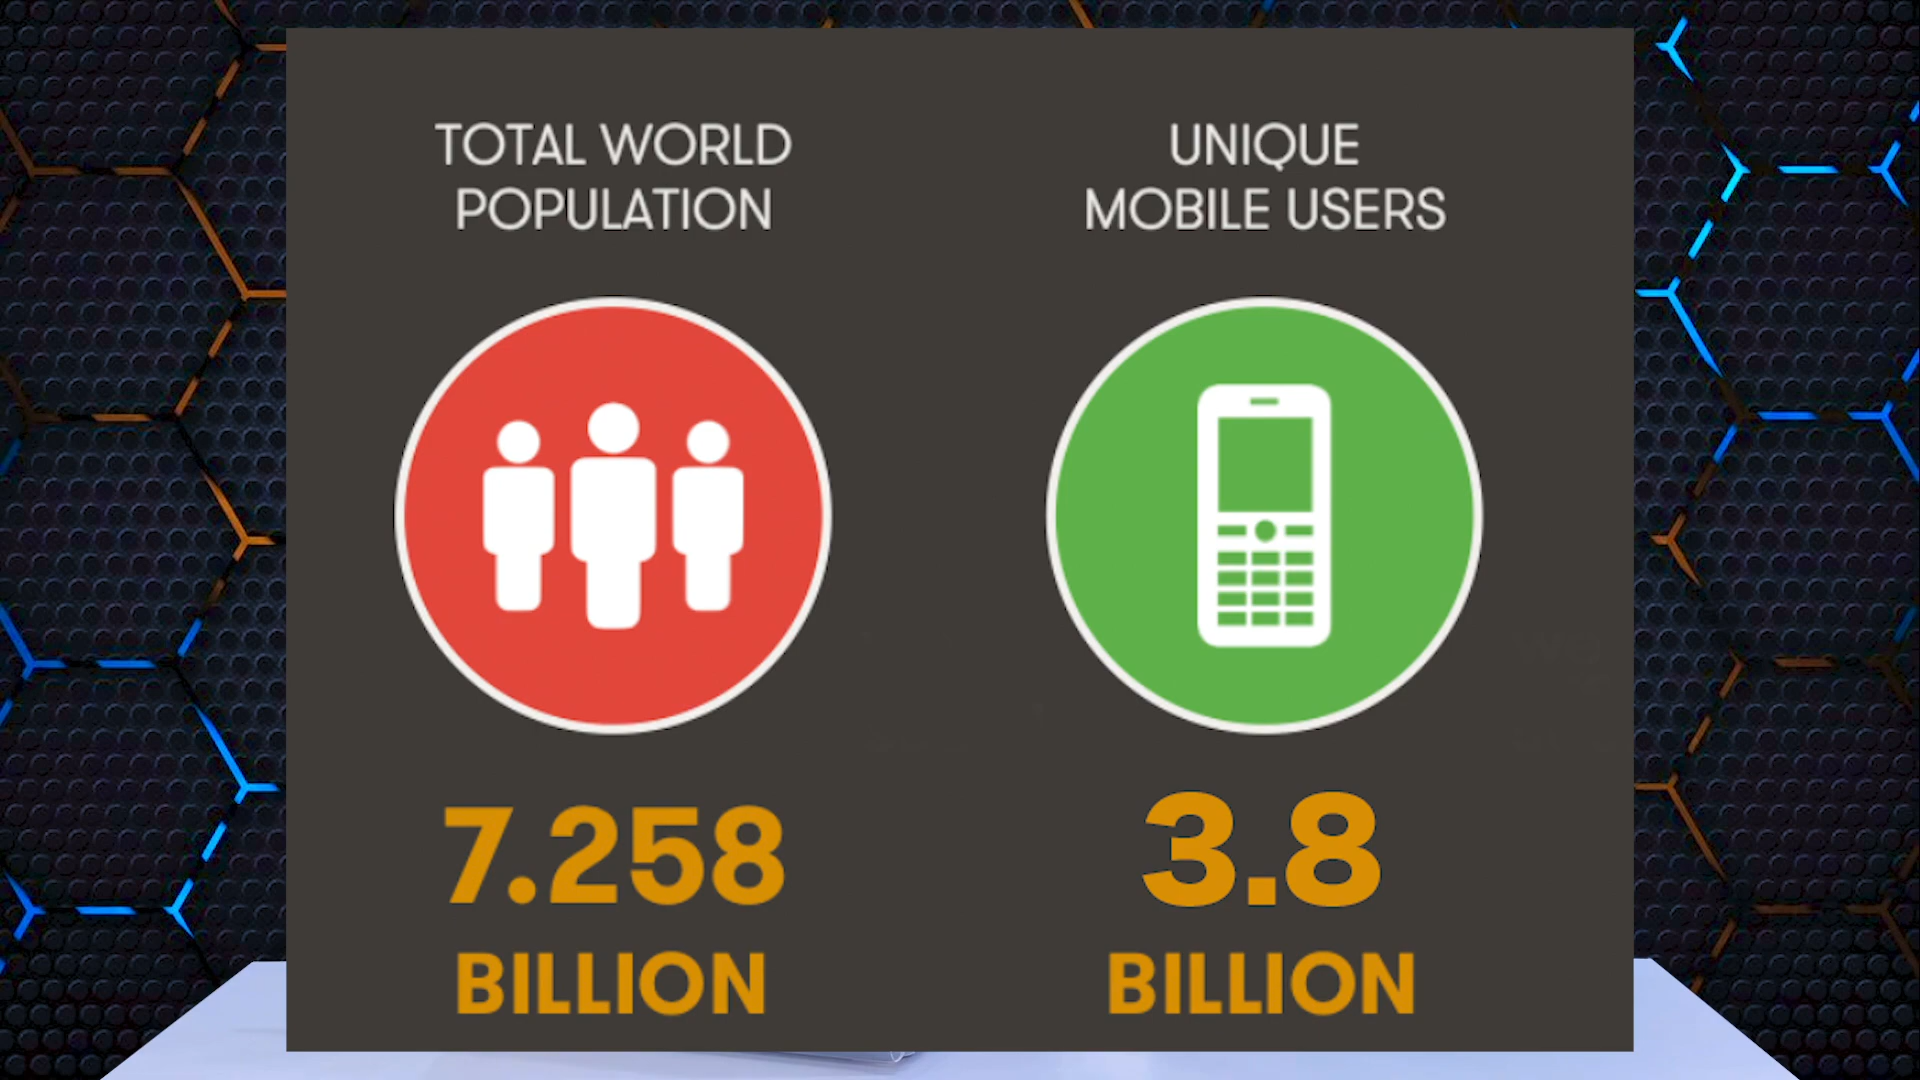 TOTAL WORLD
POPULATION
7.258
BILLION
UNIQUE
MOBILE USERS
3.8
BILLION